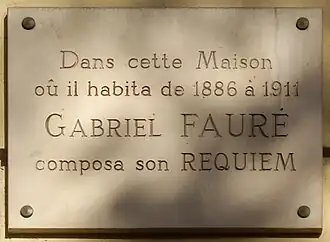 Dans cette Maison
où il habita de 1886 à 1911
GABRIEL FAURÉ
composa son REQUIEM